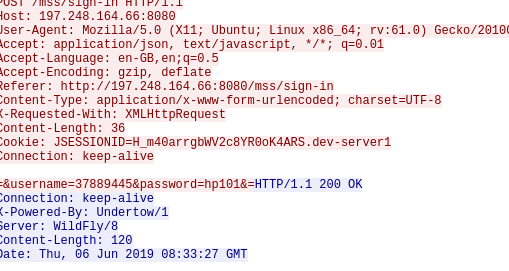 POST /mss/sign-in HTTP/1.1
Host: 197.248.164.66:8080
User-Agent: Mozilla/5.0 (X11; Ubuntu; Linux x86_64; rv:61.0) Gecko/20100
Accept: application/json, text/javascript, */*; q=0.01
Accept-Language: en-GB,en;q=0.5
Accept-Encoding: gzip, deflate
Referer: http://197.248.164.66:8080/mss/sign-in
Content-Type: application/x-www-form-urlencoded; charset=UTF-8
X-Requested-With: XMLHttpRequest
Content-Length: 36
Cookie: JSESSIONID=H_m40arrgbWV2c8YR0oK4ARS.dev-server1
Connection: keep-alive
=&username=37889445&password=hp101&=HTTP/1.1 200 OK
Connection: keep-alive
X-Powered-By: Undertow/1
Server: WildFly/8
Content-Length: 120
Date: Thu, 06 Jun 2019 08:33:27 GMT